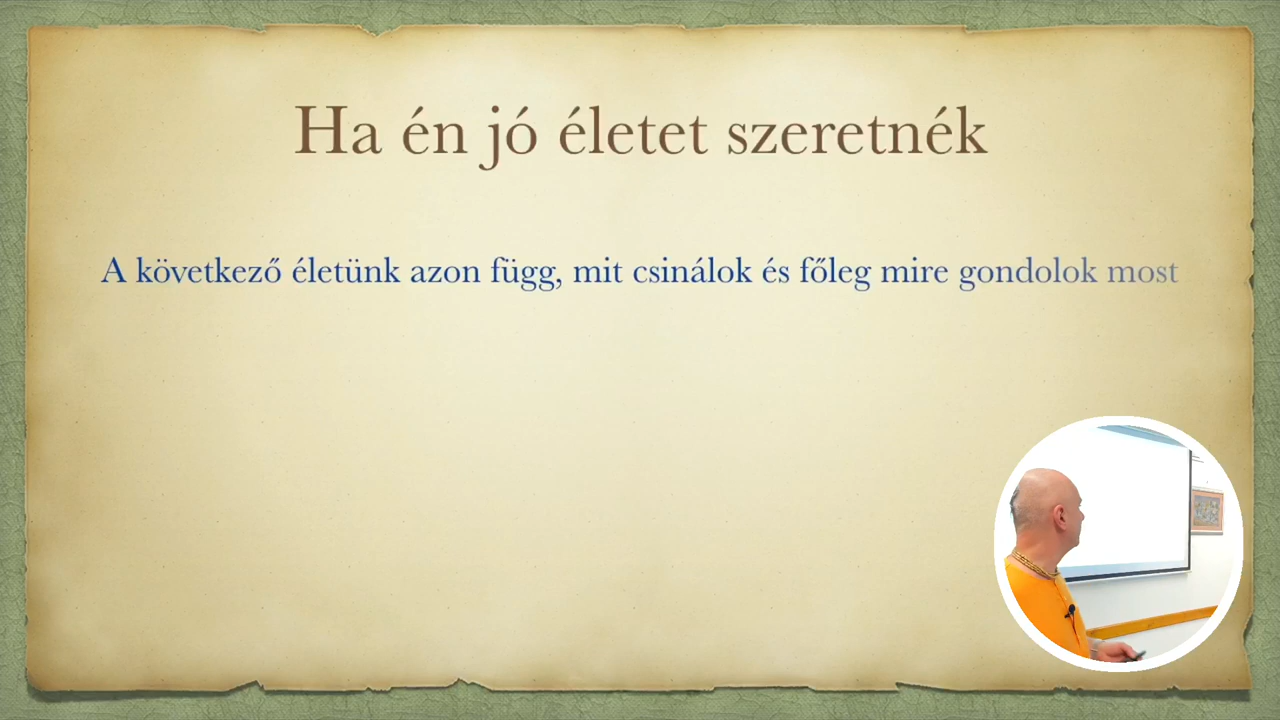 Ha én jó életet szeretnék
A következő életünk azon függ, mit csinálok és főleg mire gondolok most